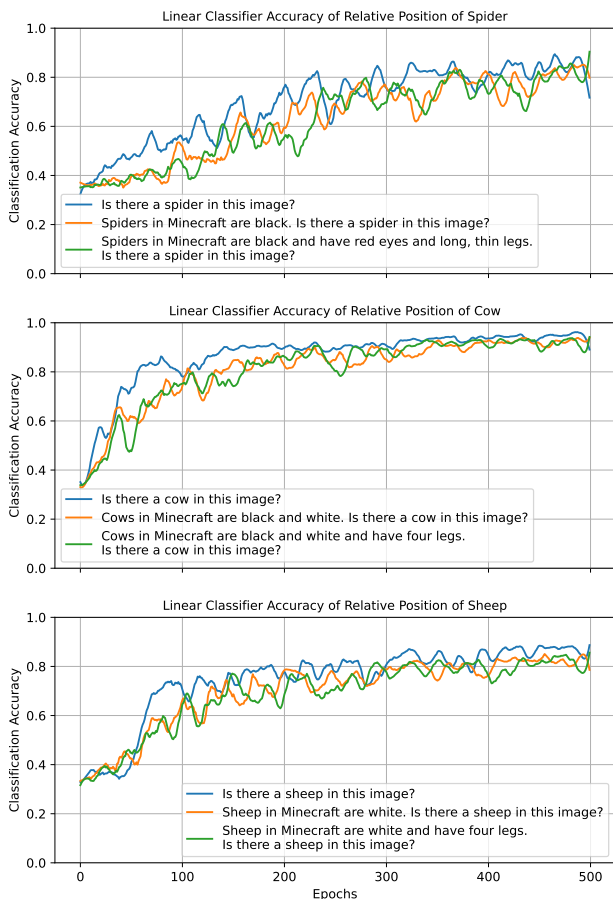 Linear Classifier Accuracy of Relative Position of Spider
1.0
0.8
0.6
0.4
0.2
0.0
Classification Accuracy
Is there a spider in this image?
Spiders in Minecraft are black. Is there a spider in this image?
Spiders in Minecraft are black and have red eyes and long, thin legs.
Is there a spider in this image?
Linear Classifier Accuracy of Relative Position of Cow
1.0
0.8
0.6
0.4
0.2
0.0
Classification Accuracy
Is there a cow in this image?
Cows in Minecraft are black and white. Is there a cow in this image?
Cows in Minecraft are black and white and have four legs.
Is there a cow in this image?
Linear Classifier Accuracy of Relative Position of Sheep
1.0
0.8
0.6
0.4
0.2
0.0
Classification Accuracy
Is there a sheep in this image?
Sheep in Minecraft are white. Is there a sheep in this image?
Sheep in Minecraft are white and have four legs.
Is there a sheep in this image?
0 100 200 300 400 500
Epochs